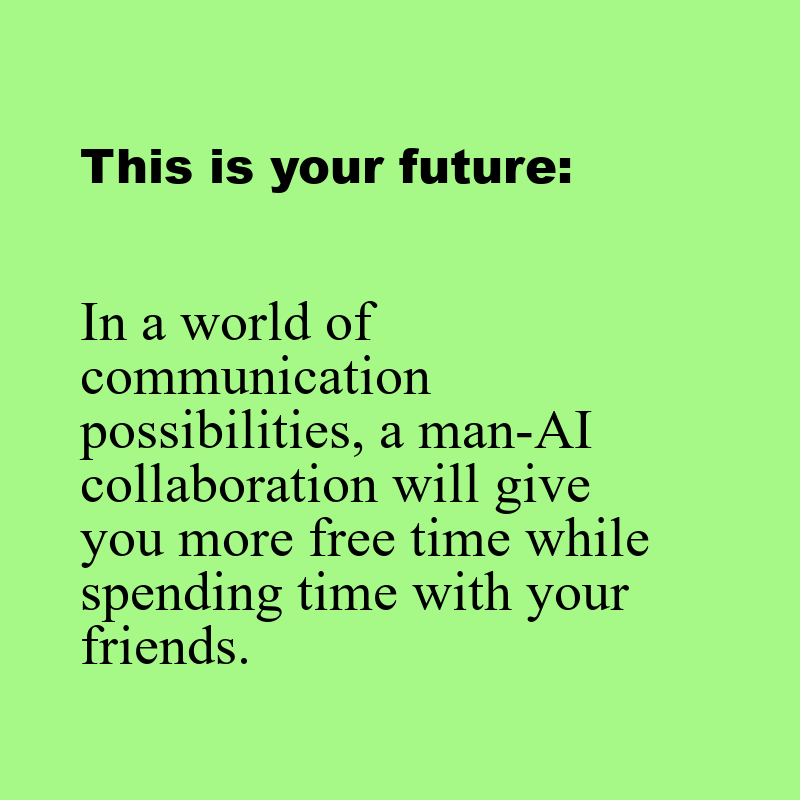 This is your future:
In a world of
communication
possibilities, a man-AI
collaboration will give
you more free time while
spending time with your
friends.